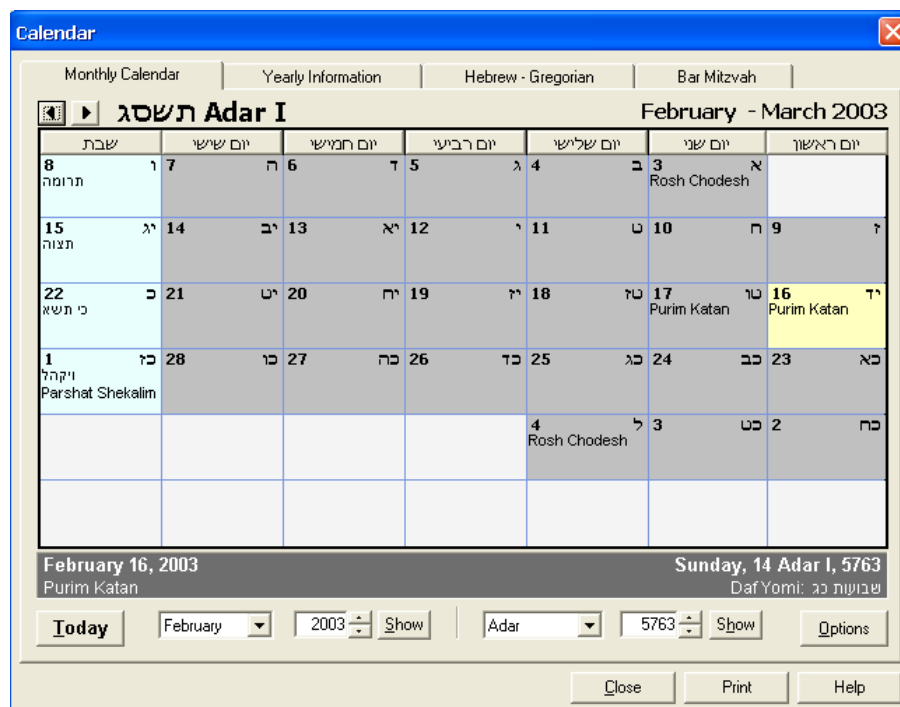 Calendar
Monthly Calendar
Yearly Information
Hebrew - Gregorian
Bar Mitzvah
תשסג Adar I
February - March 2003
יום ראשון
יום שני
יום שלישי
יום רביעי
יום חמישי
יום שישי
שבת
3 א
Rosh Chodesh
4 ב
5 ג
6 ד
7 ה
8 ו
תרומה
9 ז
10 ח
11 ט
12 י
13 יא
14 יב
15 יג
תצוה
16 יד
Purim Katan
17 טו
Purim Katan
18 טז
19 יז
20 יח
21 יט
22 כ
כי תשא
23 כא
24 כב
25 כג
26 כד
27 כה
28 כו
1 כז
ויקהל
Parshat Shekalim
2 כח
3 כט
4 ל
Rosh Chodesh
February 16, 2003
Purim Katan
Sunday, 14 Adar I, 5763
Daf Yomi: שבועות כג
Today
February
2003
Show
Adar
5763
Show
Options
Close
Print
Help